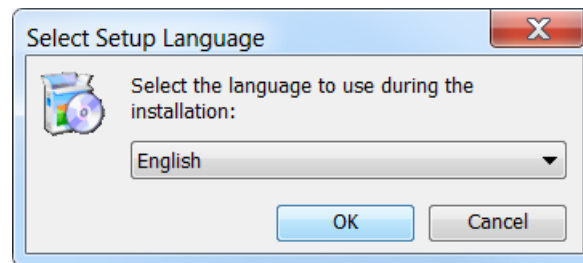 Select Setup Language
Select the language to use during the
installation:
English
OK
Cancel